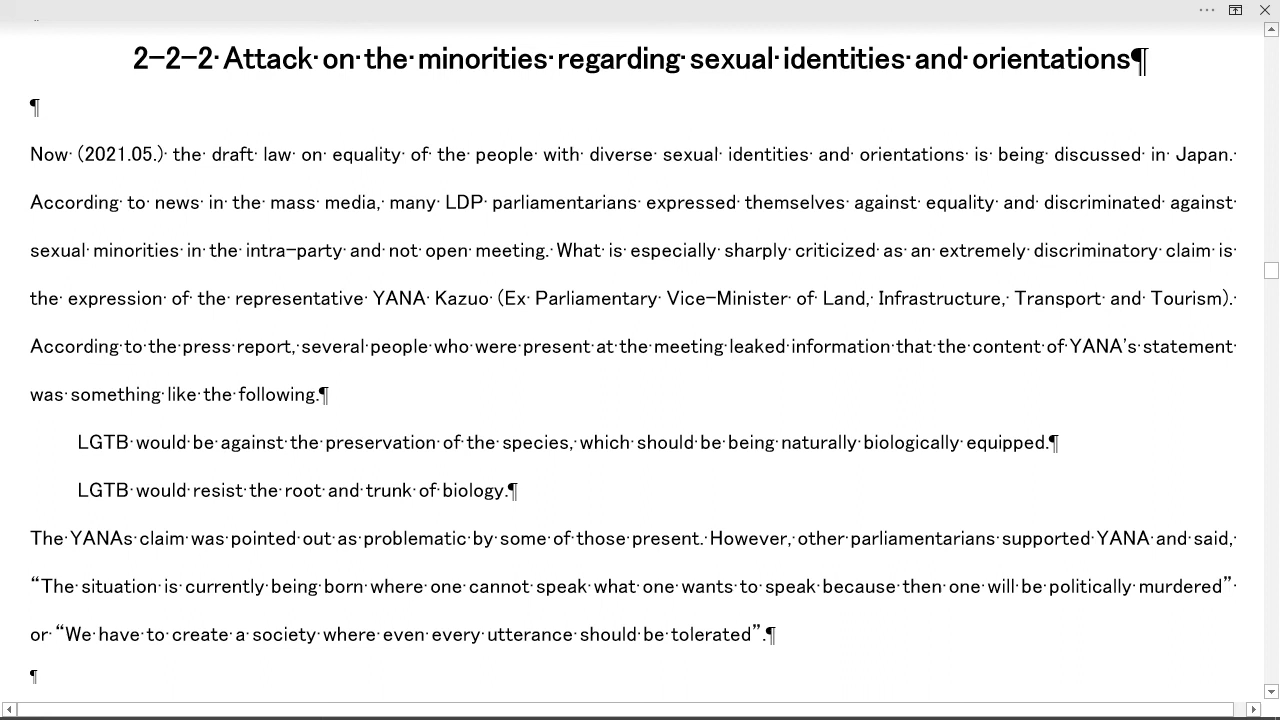 2-2-2 Attack on the minorities regarding sexual identities and orientations¶
¶
Now (2021.05.) the draft law on equality of the people with diverse sexual identities and orientations is being discussed in Japan.
According to news in the mass media, many LDP parliamentarians expressed themselves against equality and discriminated against
sexual minorities in the intra-party and not open meeting. What is especially sharply criticized as an extremely discriminatory claim is
the expression of the representative YANA Kazuo (Ex Parliamentary Vice-Minister of Land, Infrastructure, Transport and Tourism).
According to the press report, several people who were present at the meeting leaked information that the content of YANA's statement
was something like the following.¶
LGTB would be against the preservation of the species, which should be being naturally biologically equipped.¶
LGTB would resist the root and trunk of biology.¶
The YANAs claim was pointed out as problematic by some of those present. However, other parliamentarians supported YANA and said,
“The situation is currently being born where one cannot speak what one wants to speak because then one will be politically murdered”
or “We have to create a society where even every utterance should be tolerated”.¶
¶